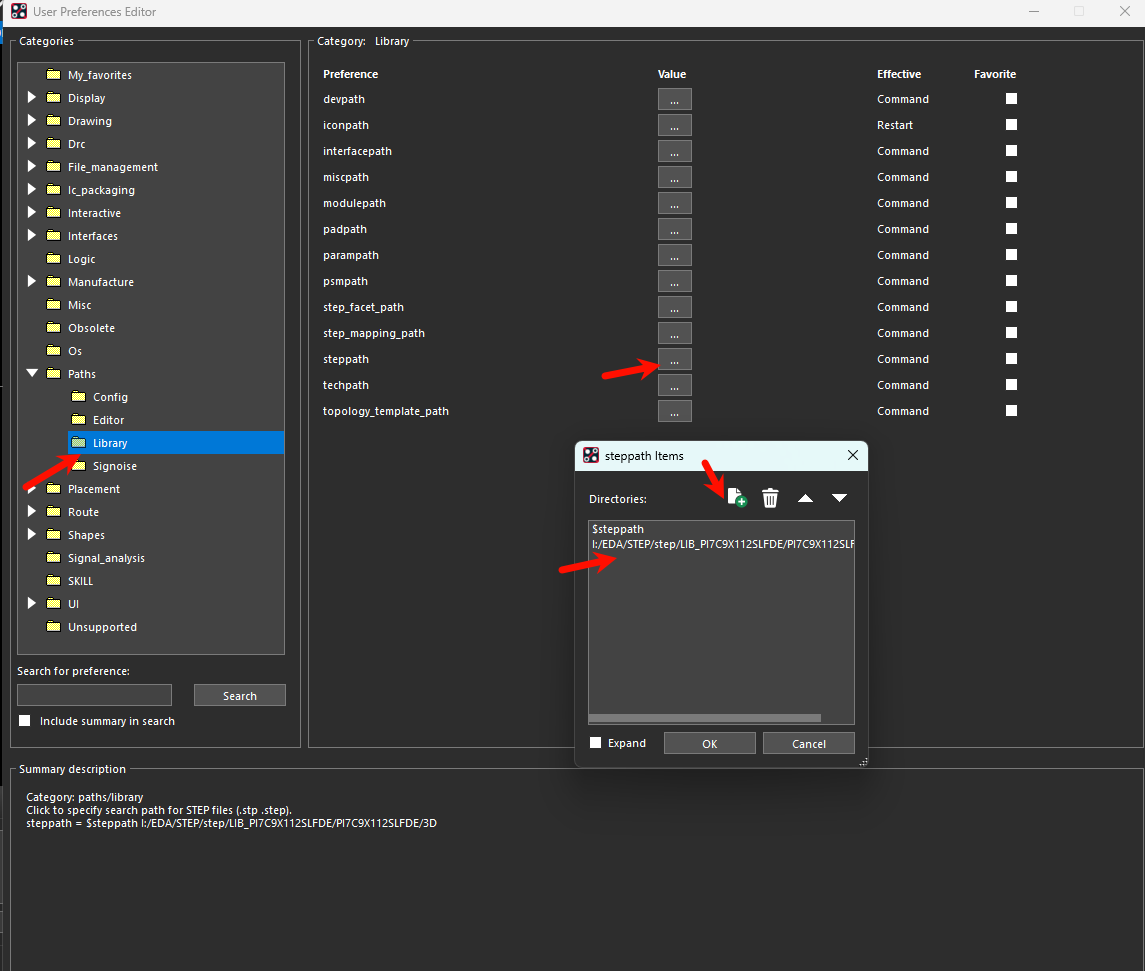 User Preferences Editor
Categories
My_favorites
Display
Drawing
Drc
File_management
Ic_packaging
Interactive
Interfaces
Logic
Manufacture
Misc
Obsolete
Os
Paths
Config
Editor
Library
Signoise
Placement
Route
Shapes
Signal_analysis
SKILL
UI
Unsupported
Search for preference:
Search
Include summary in search
Category: Library
Preference Value Effective Favorite
devpath ... Command
iconpath ... Restart
interfacepath ... Command
miscpath ... Command
modulepath ... Command
padpath ... Command
parampath ... Command
psmpath ... Command
step_facet_path ... Command
step_mapping_path ... Command
steppath ... Command
techpath ... Command
topology_template_path ... Command
steppath Items
Directories:
$steppath
I:/EDA/STEP/step/LIB_PI7C9X112SLFDE/PI7C9X112SLF
Expand OK Cancel
Summary description
Category: paths/library
Click to specify search path for STEP files (.stp .step).
steppath = $steppath I:/EDA/STEP/step/LIB_PI7C9X112SLFDE/PI7C9X112SLFDE/3D